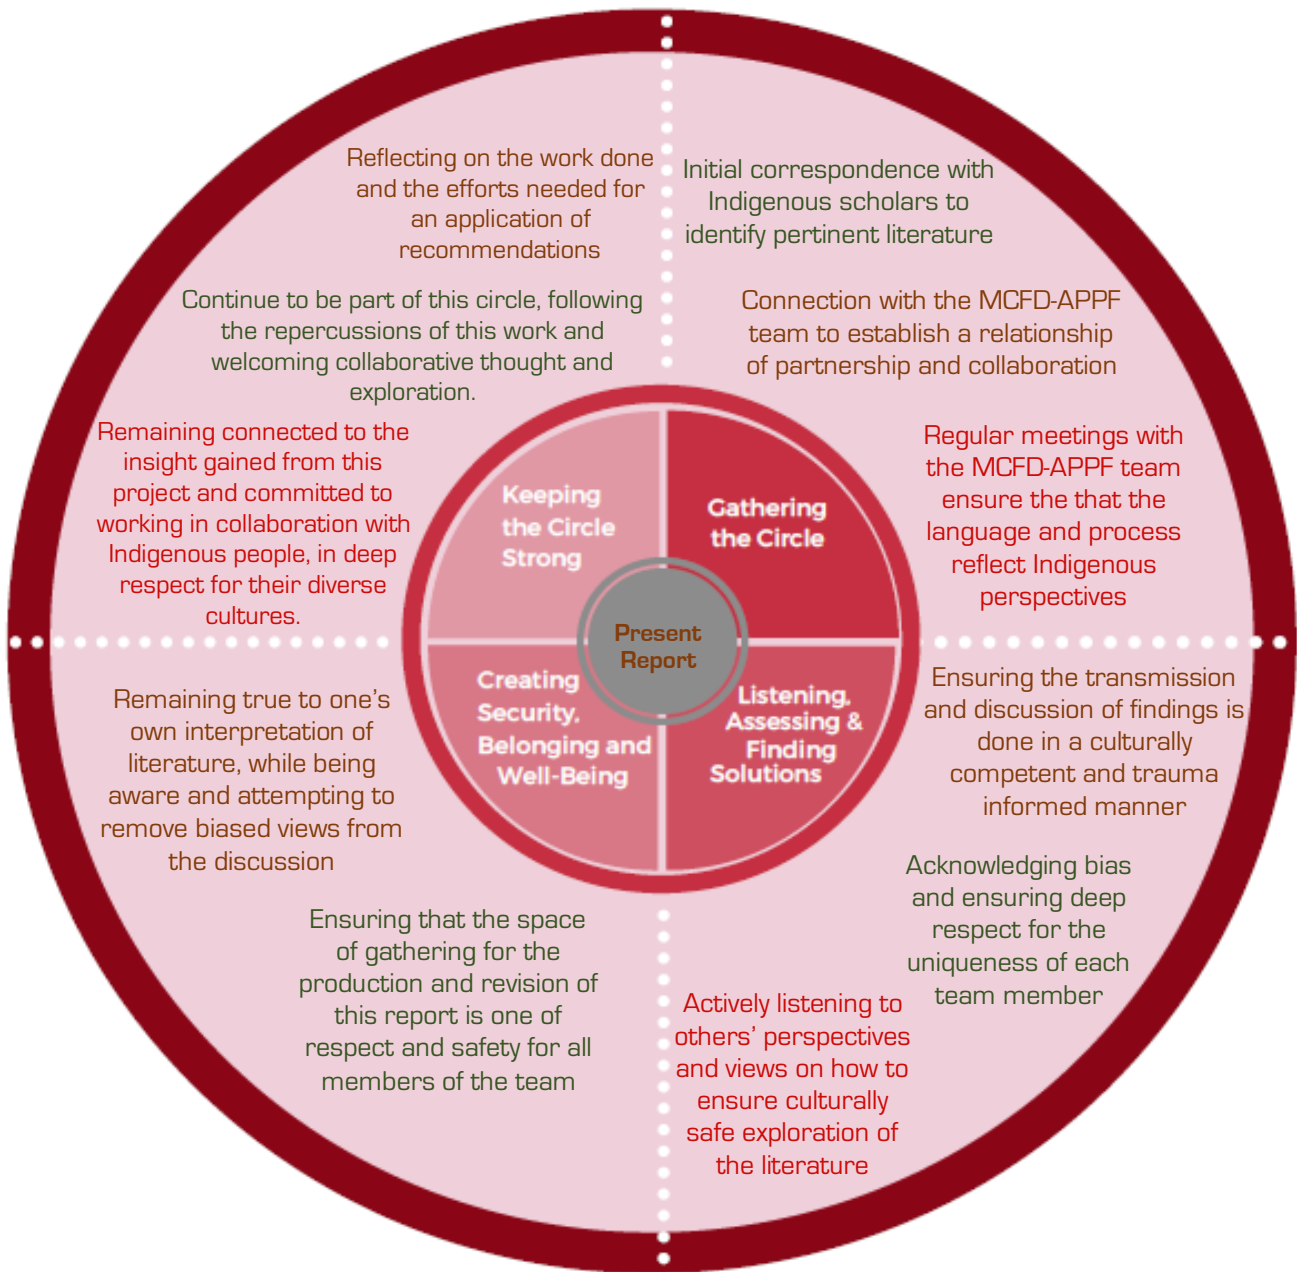 Reflecting on the work done
and the efforts needed for
an application of
recommendations
Continue to be part of this circle, following
the repercussions of this work and
welcoming collaborative thought and
exploration.
Remaining connected to the
insight gained from this
project and committed to
working in collaboration with
Indigenous people, in deep
respect for their diverse
cultures.
Initial correspondence with
Indigenous scholars to
identify pertinent literature
Connection with the MCFD-APPF
team to establish a relationship
of partnership and collaboration
Regular meetings with
the MCFD-APPF team
ensure the that the
language and process
reflect Indigenous
perspectives
Keeping
the Circle
Strong
Gathering
the Circle
Present
Report
Creating
Security,
Belonging and
Well-Being
Listening,
Assessing &
Finding
Solutions
Remaining true to one's
own interpretation of
literature, while being
aware and attempting to
remove biased views from
the discussion
Ensuring that the space
of gathering for the
production and revision of
this report is one of
respect and safety for all
members of the team
Ensuring the transmission
and discussion of findings is
done in a culturally
competent and trauma
informed manner
Acknowledging bias
and ensuring deep
respect for the
uniqueness of each
team member
Actively listening to
others' perspectives
and views on how to
ensure culturally
safe exploration of
the literature